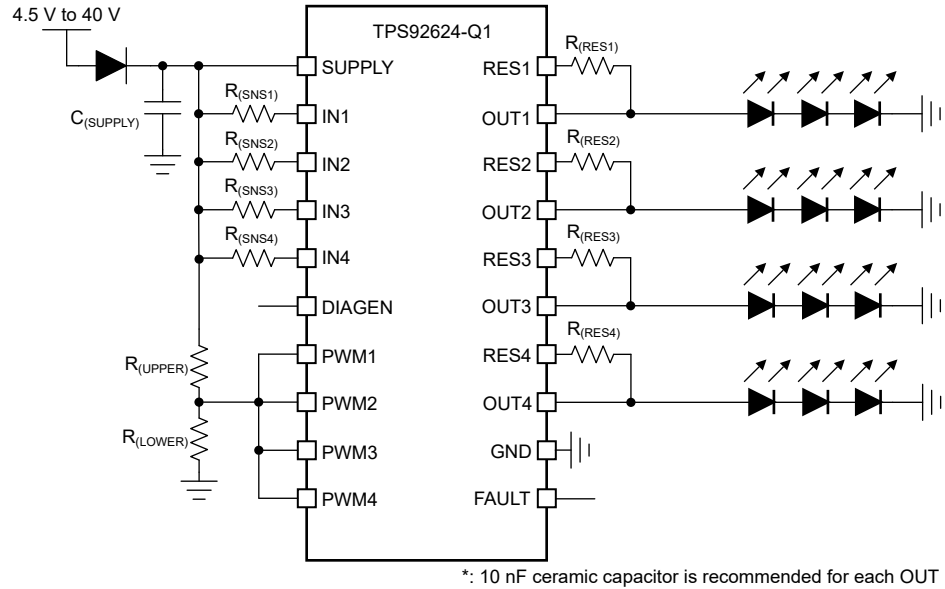 4.5 V to 40 V
TPS92624-Q1
C(SUPPLY)
R(SNS1)
R(SNS2)
R(SNS3)
R(SNS4)
R(UPPER)
R(LOWER)
SUPPLY
IN1
IN2
IN3
IN4
DIAGEN
PWM1
PWM2
PWM3
PWM4
RES1
OUT1
RES2
OUT2
RES3
OUT3
RES4
OUT4
GND
FAULT
R(RES1)
R(RES2)
R(RES3)
R(RES4)
*: 10 nF ceramic capacitor is recommended for each OUT